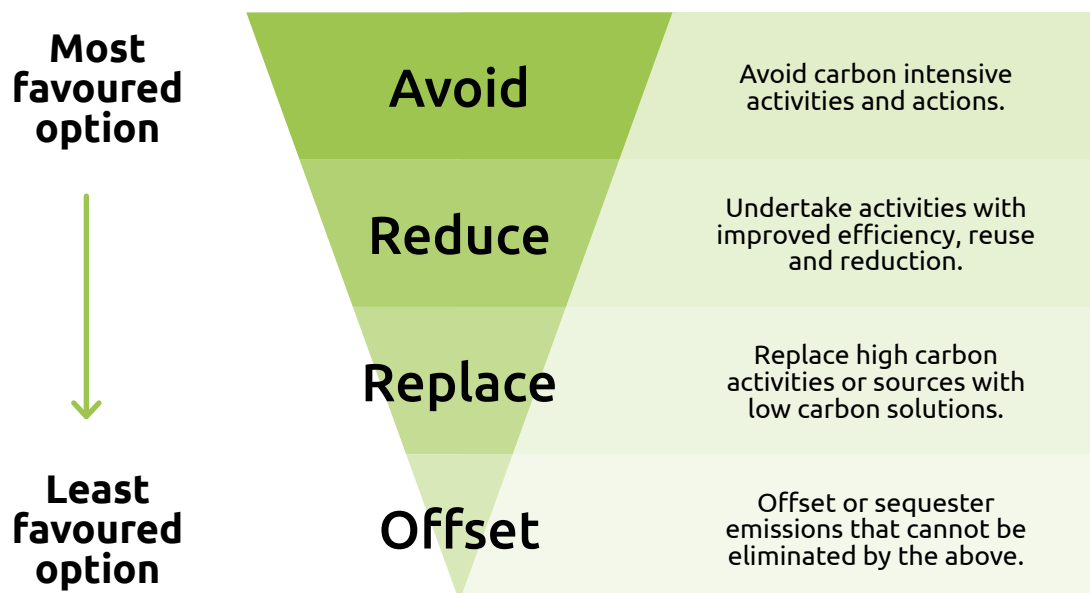 Most
favoured
option
Avoid
Avoid carbon intensive
activities and actions.
Reduce
Undertake activities with
improved efficiency, reuse
and reduction.
Replace
Replace high carbon
activities or sources with
low carbon solutions.
Least
favoured
option
Offset
Offset or sequester
emissions that cannot be
eliminated by the above.